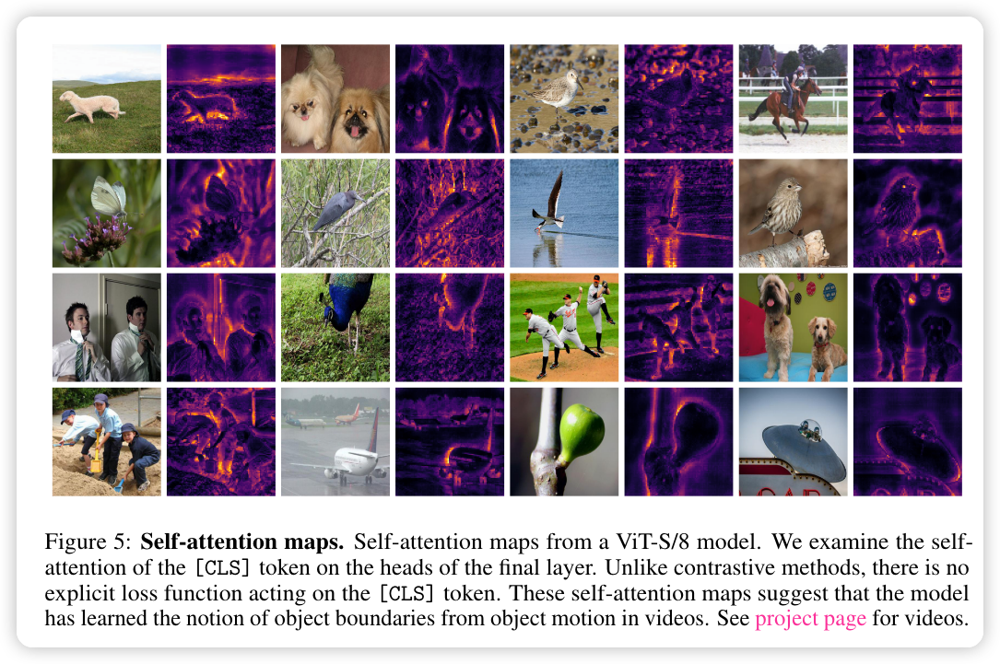 Figure 5: Self-attention maps. Self-attention maps from a ViT-S/8 model. We examine the self-
attention of the [CLS] token on the heads of the final layer. Unlike contrastive methods, there is no
explicit loss function acting on the [CLS] token. These self-attention maps suggest that the model
has learned the notion of object boundaries from object motion in videos. See project page for videos.